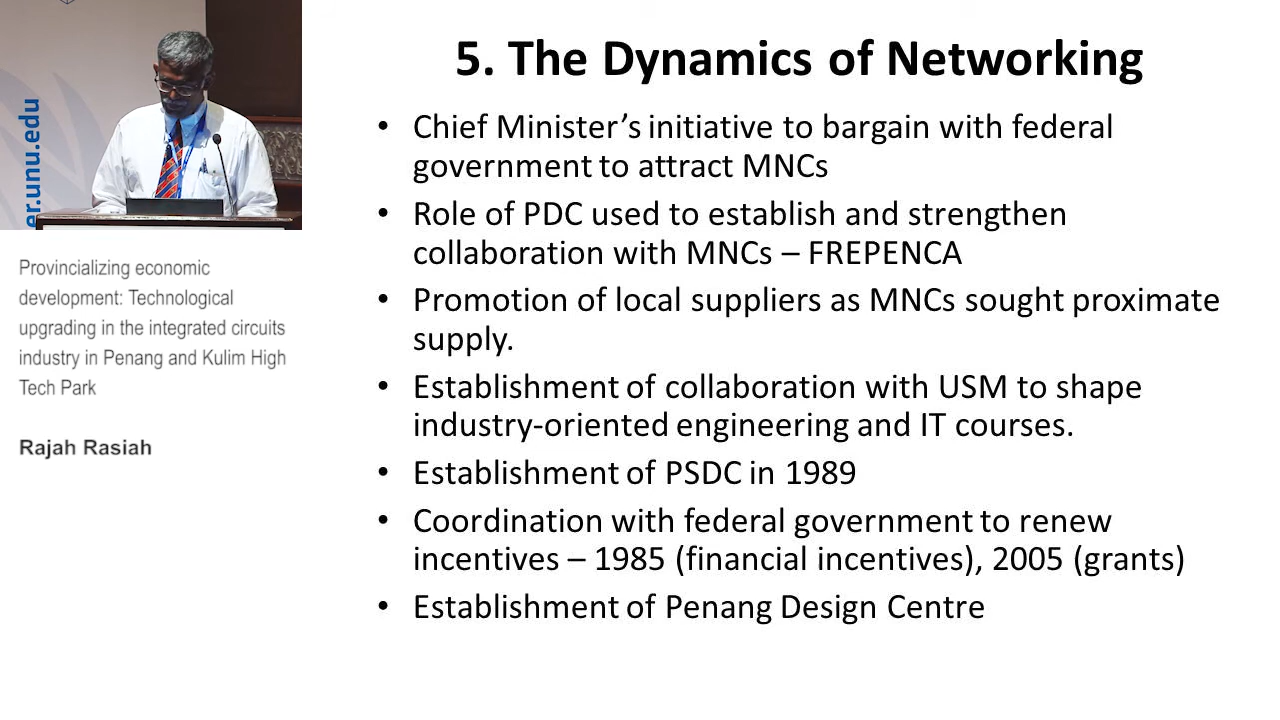 er.unu.edu
Provincializing economic
development: Technological
upgrading in the integrated circuits
industry in Penang and Kulim High
Tech Park
Rajah Rasiah
5. The Dynamics of Networking
• Chief Minister’s initiative to bargain with federal
government to attract MNCs
• Role of PDC used to establish and strengthen
collaboration with MNCs – FREPENCA
• Promotion of local suppliers as MNCs sought proximate
supply.
• Establishment of collaboration with USM to shape
industry-oriented engineering and IT courses.
• Establishment of PSDC in 1989
• Coordination with federal government to renew
incentives – 1985 (financial incentives), 2005 (grants)
• Establishment of Penang Design Centre